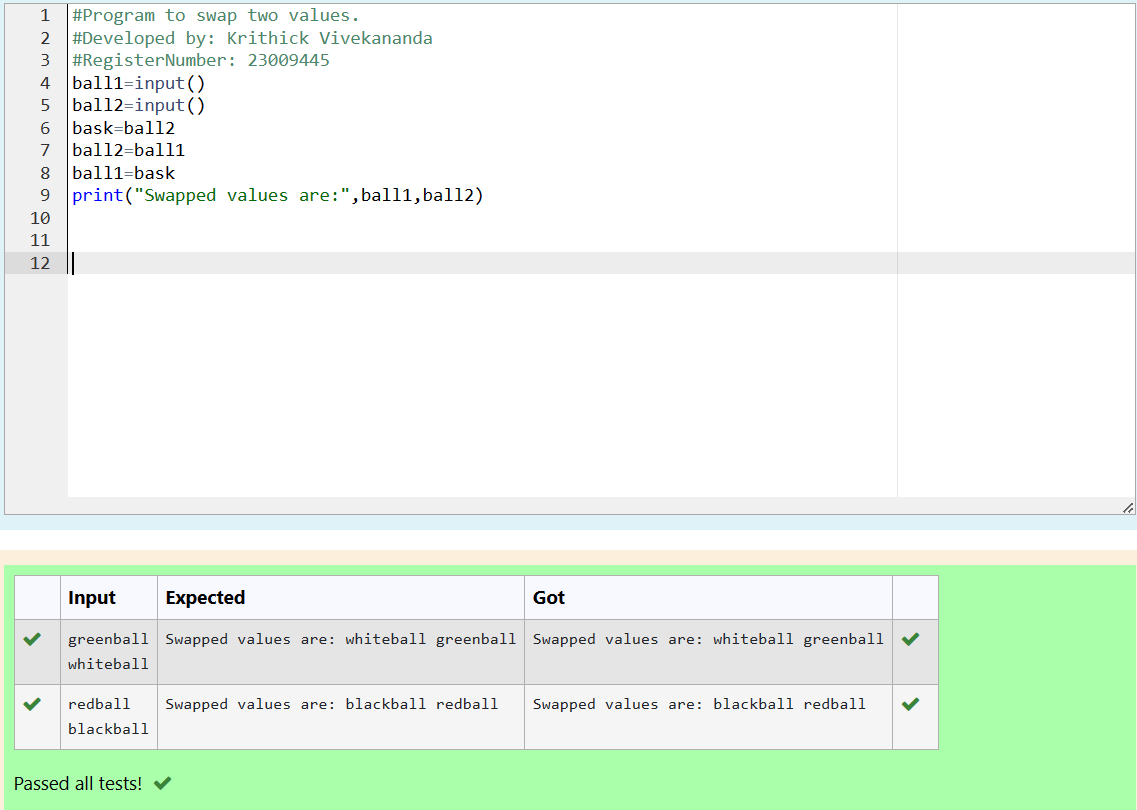 1 #Program to swap two values.
2 #Developed by: Krithick Vivekananda
3 #RegisterNumber: 23009445
4 ball1=input()
5 ball2=input()
6 bask=ball2
7 ball2=ball1
8 ball1=bask
9 print("Swapped values are:",ball1,ball2)
10
11
12
Input Expected Got
greenball Swapped values are: whiteball greenball Swapped values are: whiteball greenball
whiteball
redball Swapped values are: blackball redball Swapped values are: blackball redball
blackball
Passed all tests!